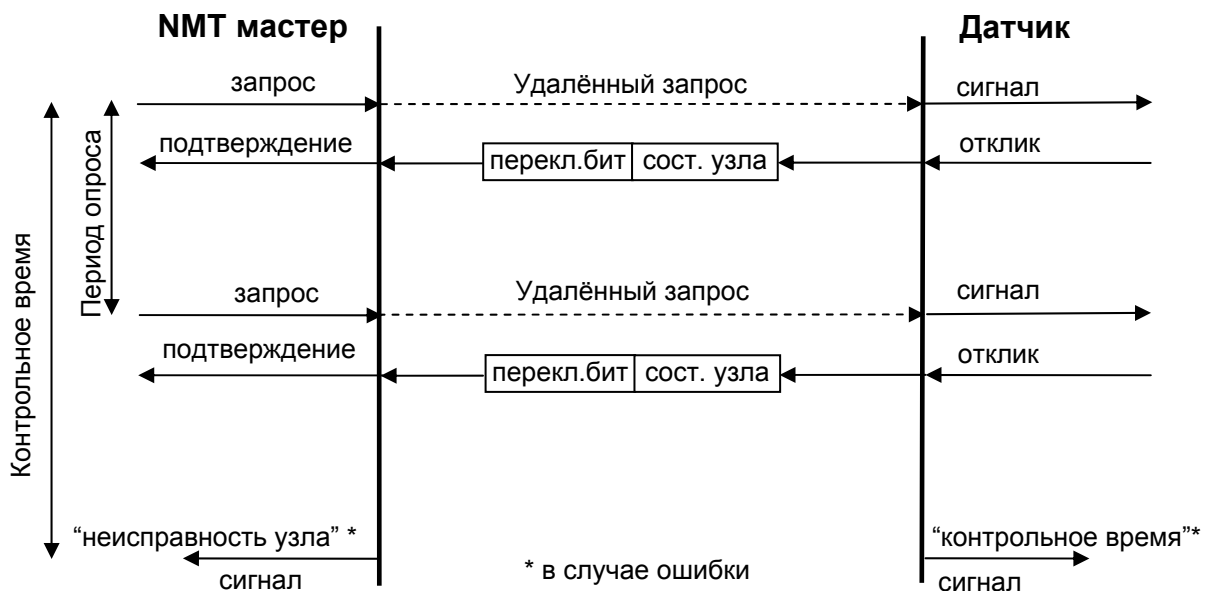 NMT мастер
Датчик
запрос
Удалённый запрос
сигнал
подтверждение
перекл.бит
сост. узла
отклик
Период опроса
Контрольное время
запрос
Удалённый запрос
сигнал
подтверждение
перекл.бит
сост. узла
отклик
“неисправность узла” *
“контрольное время”*
сигнал
* в случае ошибки
сигнал